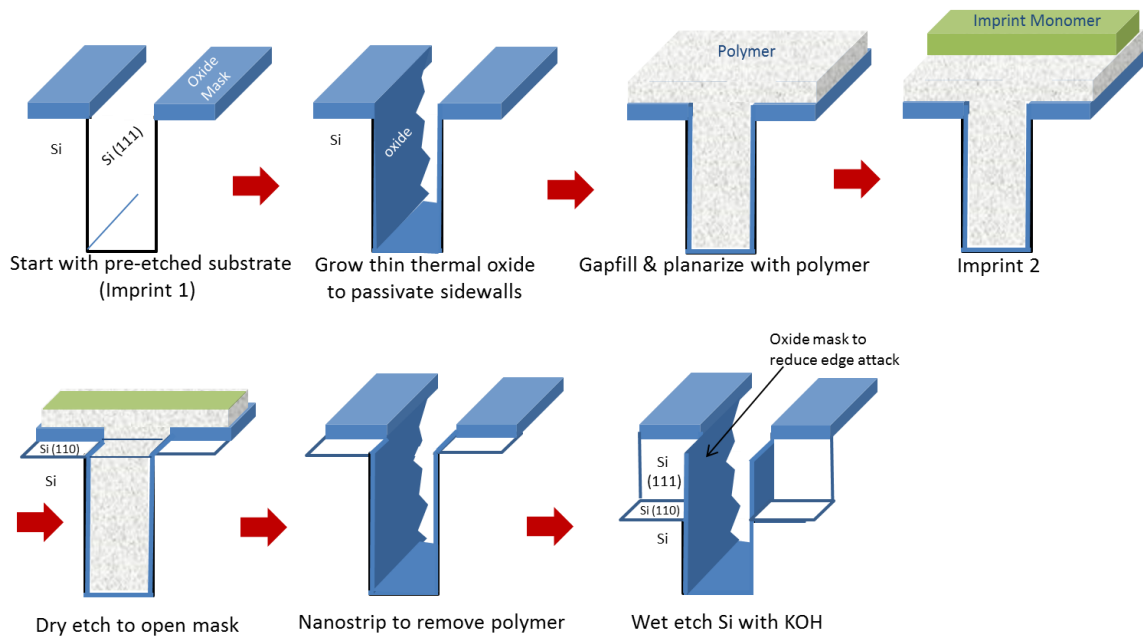 Oxide
Mask
Si
Si (111)
Start with pre-etched substrate
(Imprint 1)
Si
oxide
Grow thin thermal oxide
to passivate sidewalls
Polymer
Gapfill & planarize with polymer
Imprint Monomer
Imprint 2
Si (110)
Si
Dry etch to open mask
Nanostrip to remove polymer
Oxide mask to
reduce edge attack
Si
(111)
Si (110)
Si
Wet etch Si with KOH